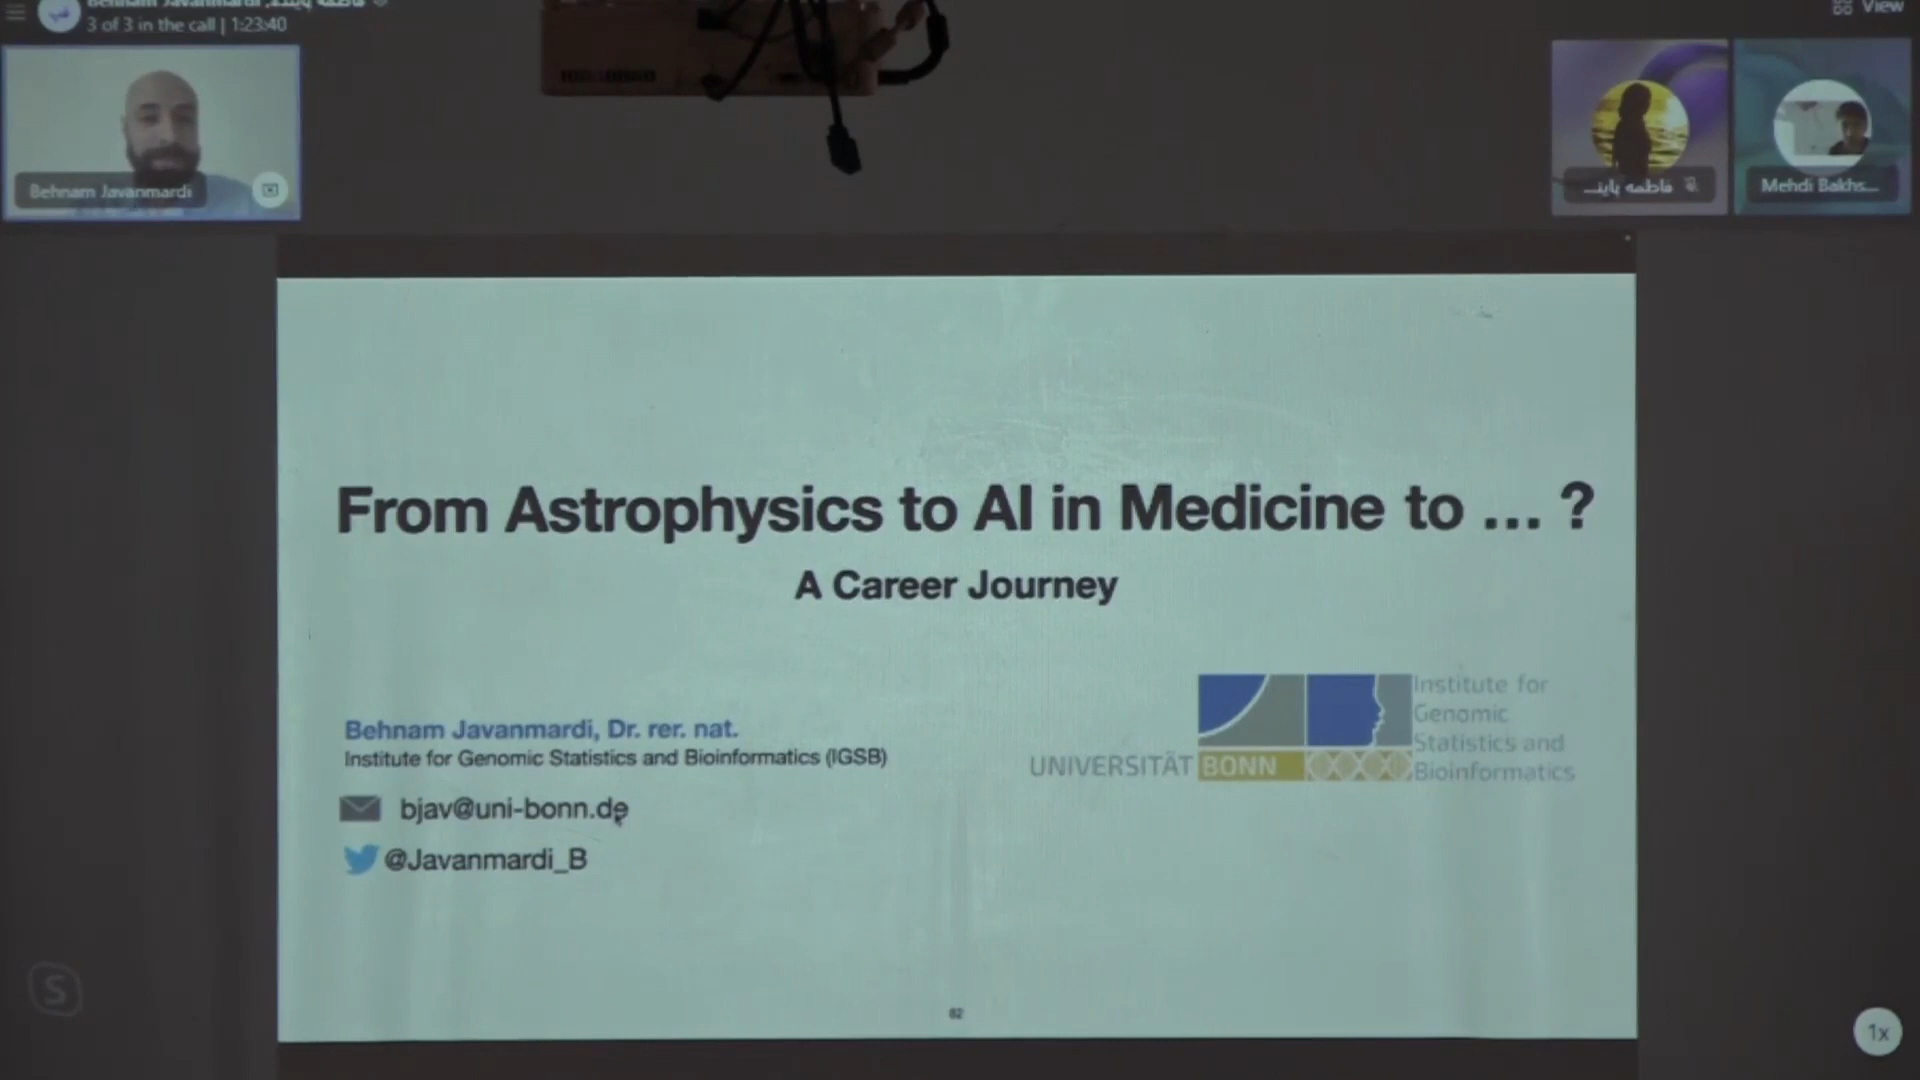 3 of 3 in the call | 1:23:40
View
Behnam Javanmardi
فاطمه پاینـ...
Mehdi Bakhs...
From Astrophysics to AI in Medicine to ... ?
A Career Journey
Behnam Javanmardi, Dr. rer. nat.
Institute for Genomic Statistics and Bioinformatics (IGSB)
bjav@uni-bonn.de
@Javanmardi_B
UNIVERSITÄT BONN
Institute for
Genomic
Statistics and
Bioinformatics
82
S
1x